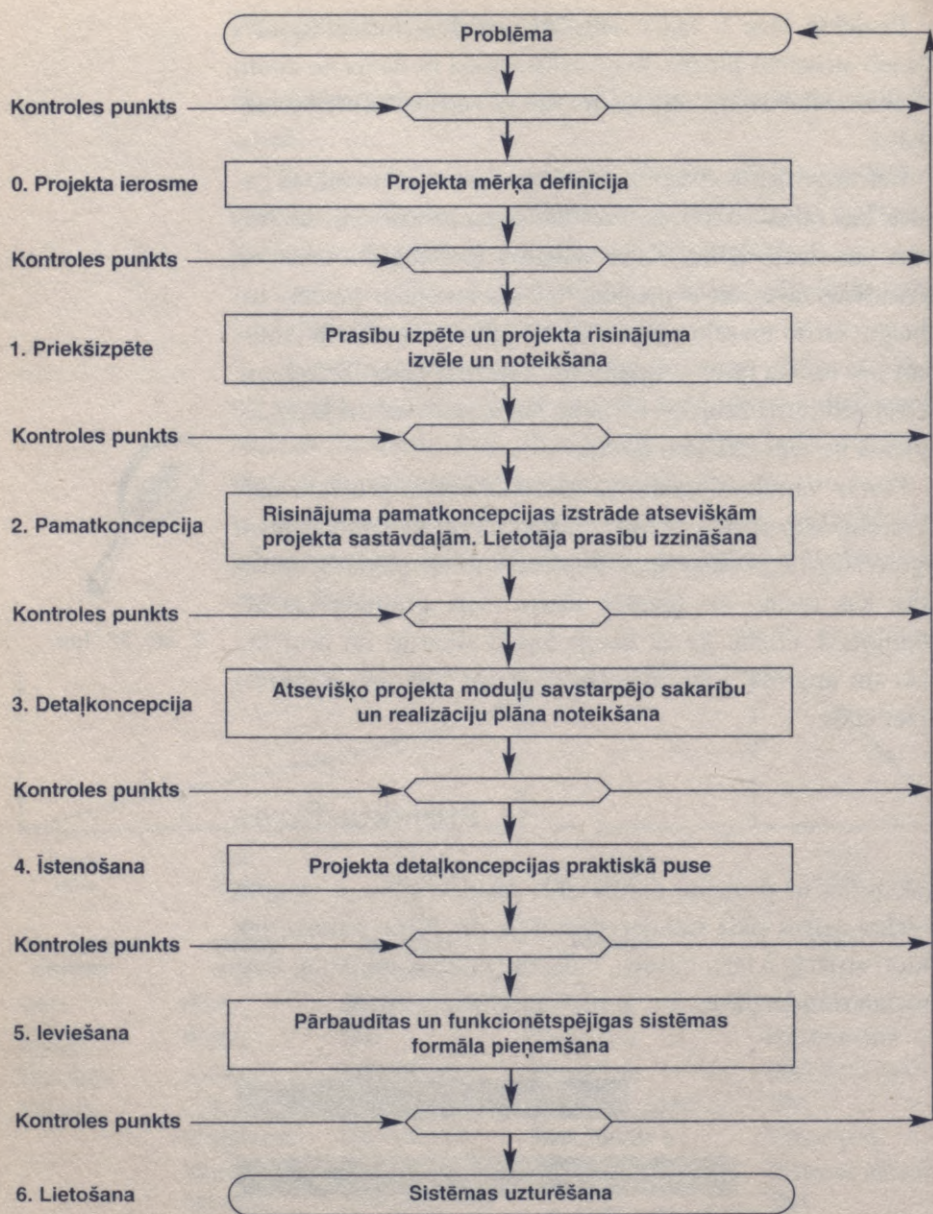 Problēma
Kontroles punkts
0. Projekta ierosme
Projekta mērķa definīcija
Kontroles punkts
1. Priekšizpēte
Prasību izpēte un projekta risinājuma
izvēle un noteikšana
Kontroles punkts
2. Pamatkoncepcija
Risinājuma pamatkoncepcijas izstrāde atsevišķām
projekta sastāvdaļām. Lietotāja prasību izzināšana
Kontroles punkts
3. Detaļkoncepcija
Atsevišķo projekta moduļu savstarpējo sakarību
un realizāciju plāna noteikšana
Kontroles punkts
4. Īstenošana
Projekta detaļkoncepcijas praktiskā puse
Kontroles punkts
5. Ieviešana
Pārbaudītas un funkcionētspējīgas sistēmas
formāla pieņemšana
Kontroles punkts
6. Lietošana
Sistēmas uzturēšana